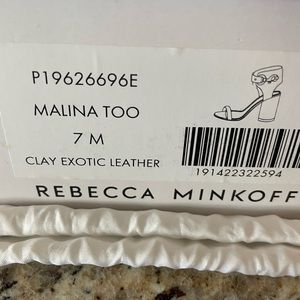 P19626696E
MALINA TOO
7 M
CLAY EXOTIC LEATHER
191422322594
REBECCA MINKOFF